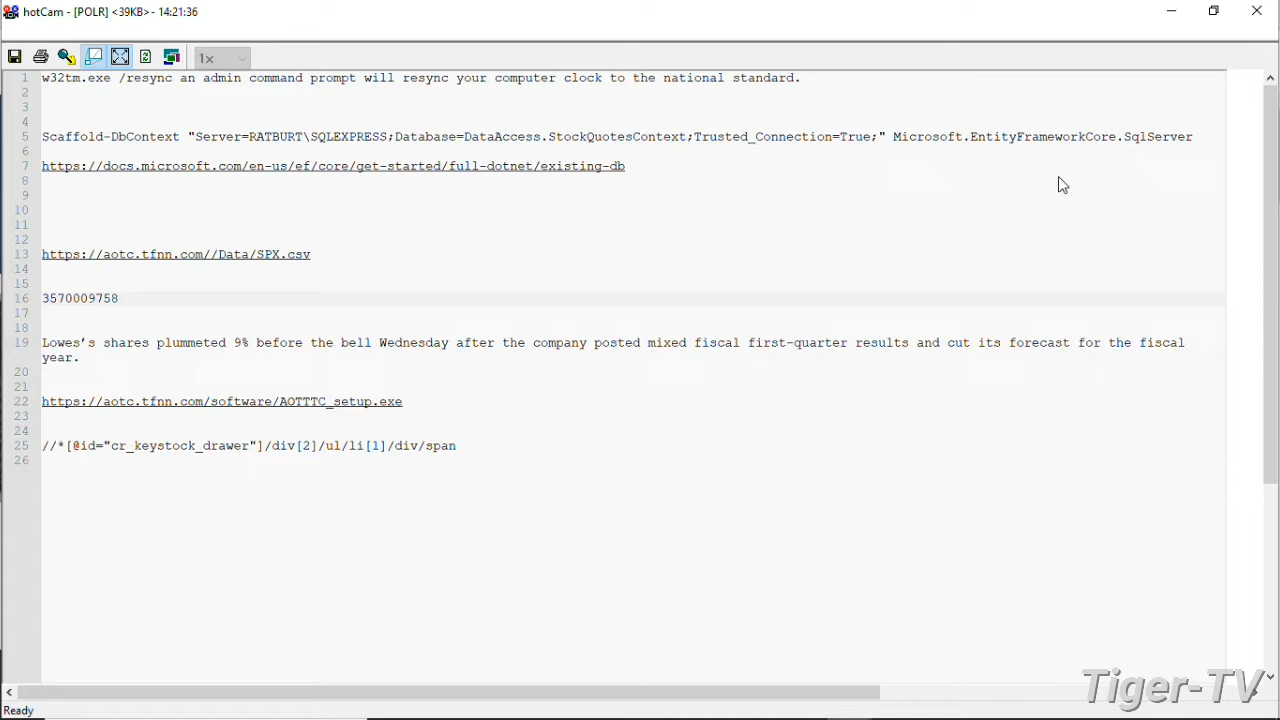 hotCam - [POLR] <39KB>- 14:21:36
1x
1 w32tm.exe /resync an admin command prompt will resync your computer clock to the national standard.
2
3
4
5 Scaffold-DbContext "Server=RATBURT\SQLEXPRESS;Database=DataAccess.StockQuotesContext;Trusted_Connection=True;" Microsoft.EntityFrameworkCore.SqlServer
6
7 https://docs.microsoft.com/en-us/ef/core/get-started/full-dotnet/existing-db
8
9
10
11
12
13 https://aotc.tfnn.com//Data/SPX.csv
14
15
16 3570009758
17
18
19 Lowes's shares plummeted 9% before the bell Wednesday after the company posted mixed fiscal first-quarter results and cut its forecast for the fiscal
year.
20
21
22 https://aotc.tfnn.com/software/AOTTTC_setup.exe
23
24
25 //*[@id="cr_keystock_drawer"]/div[2]/ul/li[1]/div/span
26
Tiger-TV
Ready